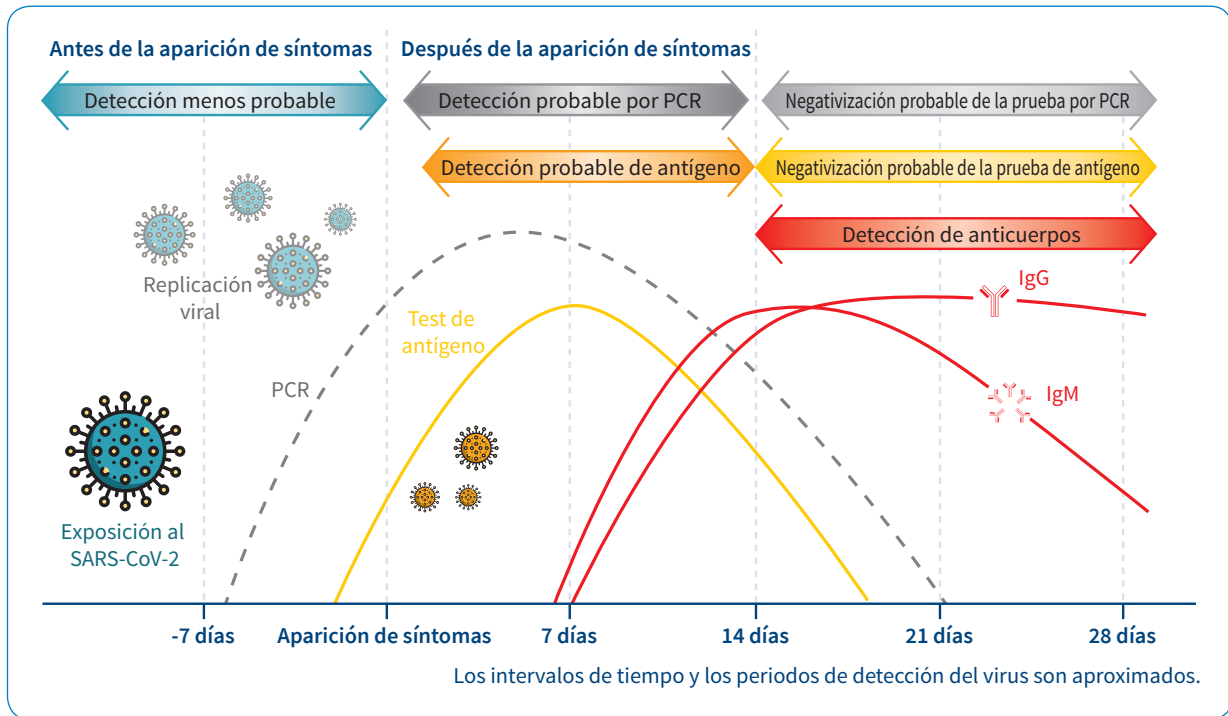 Antes de la aparición de síntomas
Después de la aparición de síntomas
Detección menos probable
Detección probable por PCR
Negativización probable de la prueba por PCR
Detección probable de antígeno
Negativización probable de la prueba de antígeno
Detección de anticuerpos
Replicación
viral
IgG
Test de
antígeno
PCR
IgM
Exposición al
SARS-CoV-2
-7 días
Aparición de síntomas
7 días
14 días
21 días
28 días
Los intervalos de tiempo y los periodos de detección del virus son aproximados.